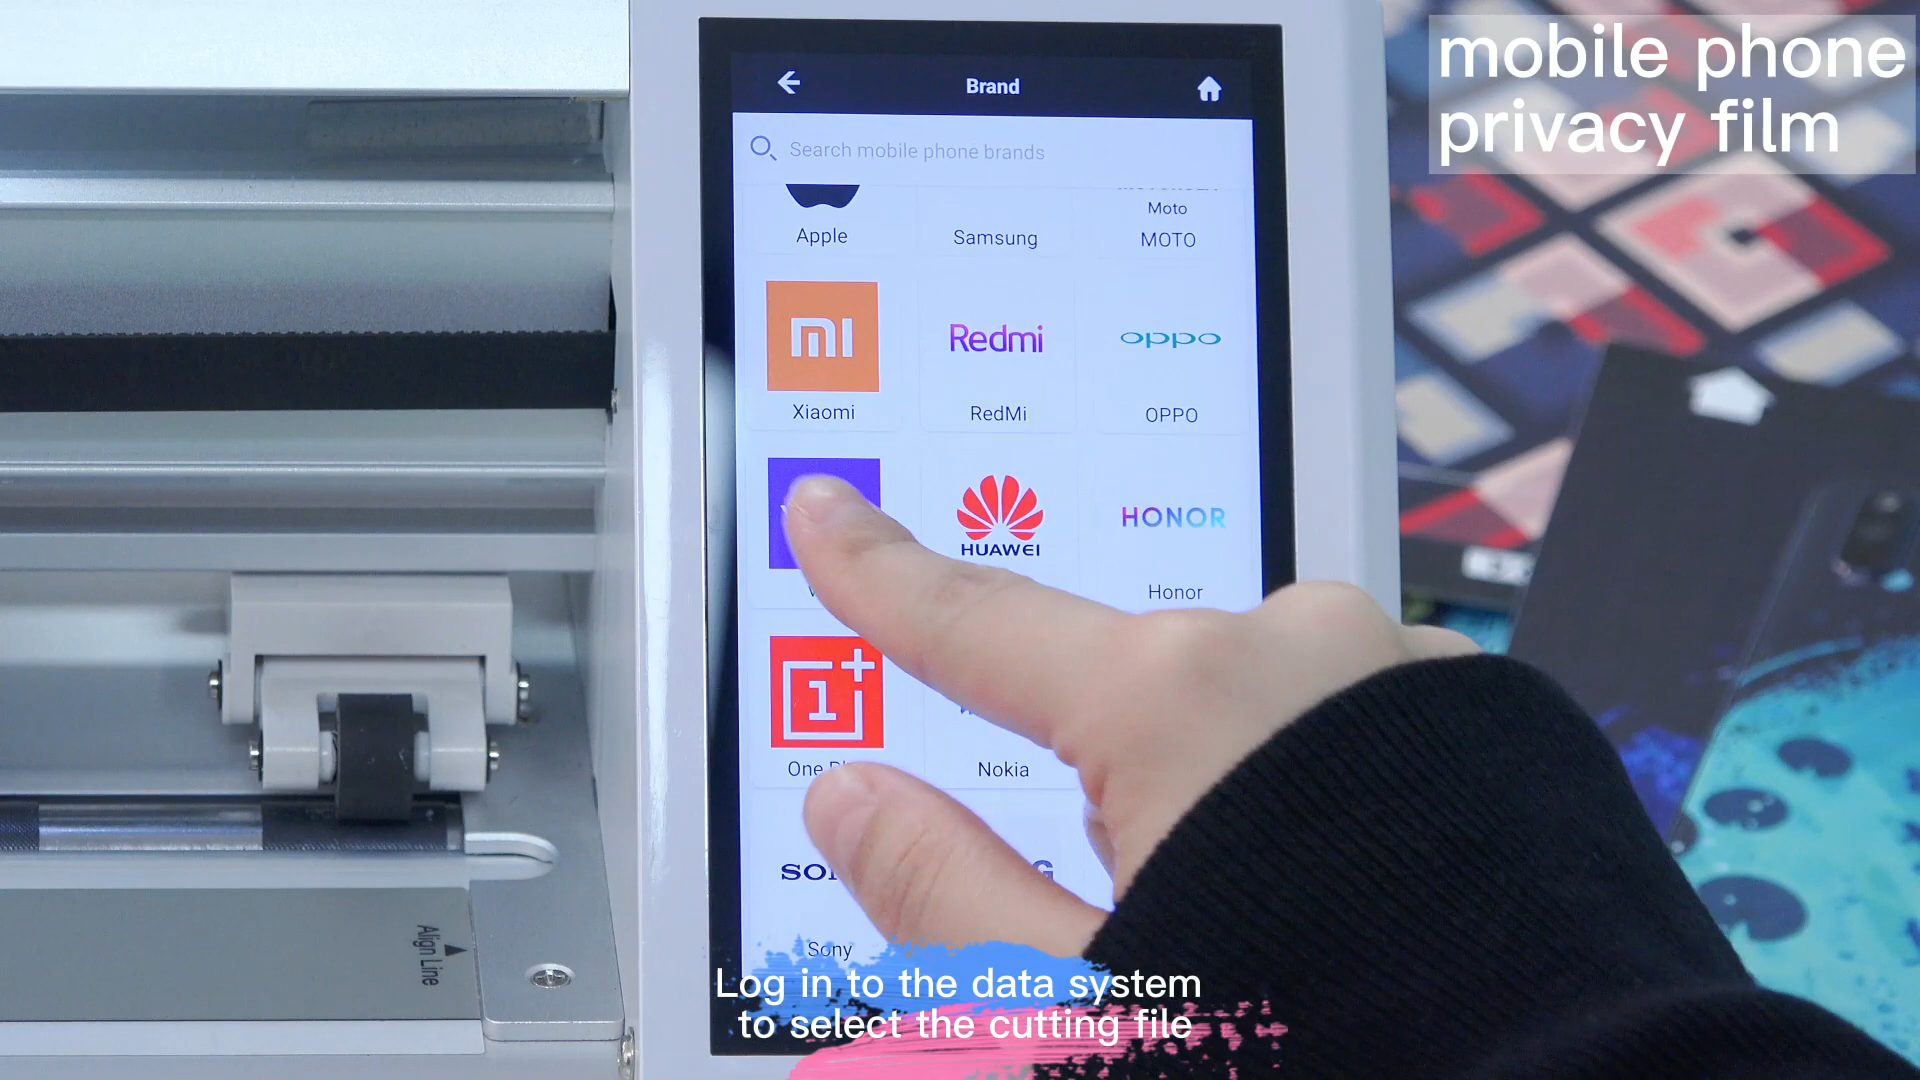 mobile phone
privacy film
Brand
Search mobile phone brands
Moto
Apple
Samsung
MOTO
mi
Redmi
oppo
Xiaomi
RedMi
OPPO
HUAWEI
HONOR
Honor
1+
Nokia
Sony
Align Line
Log in to the data system
to select the cutting file